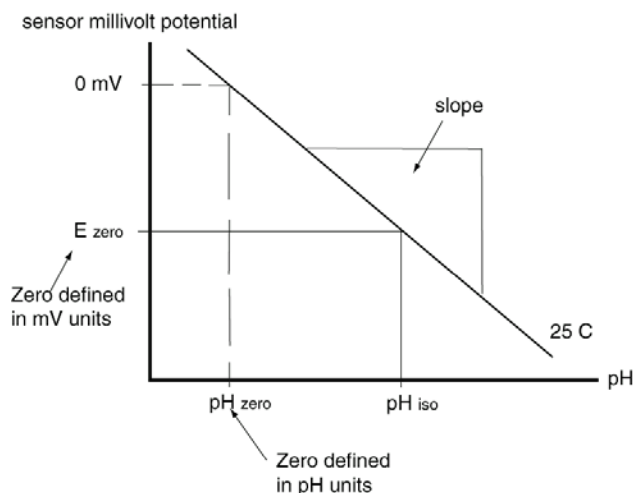 sensor millivolt potential
0 mV
slope
E zero
Zero defined
in mV units
25 C
pH
pH zero
pH iso
Zero defined
in pH units